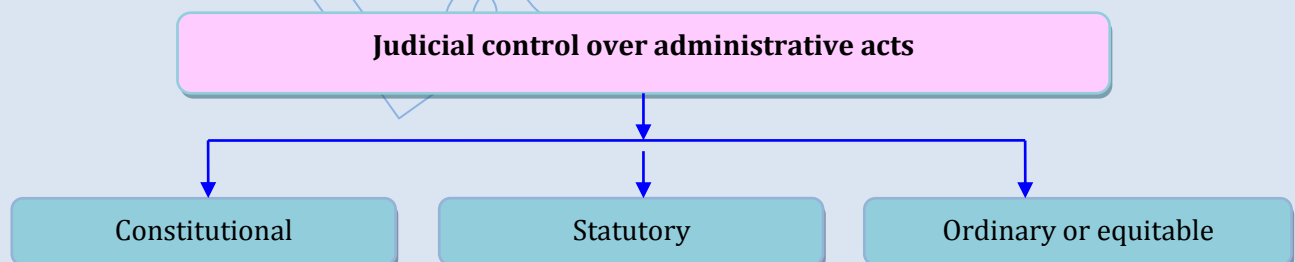 Judicial control over administrative acts
Constitutional
Statutory
Ordinary or equitable